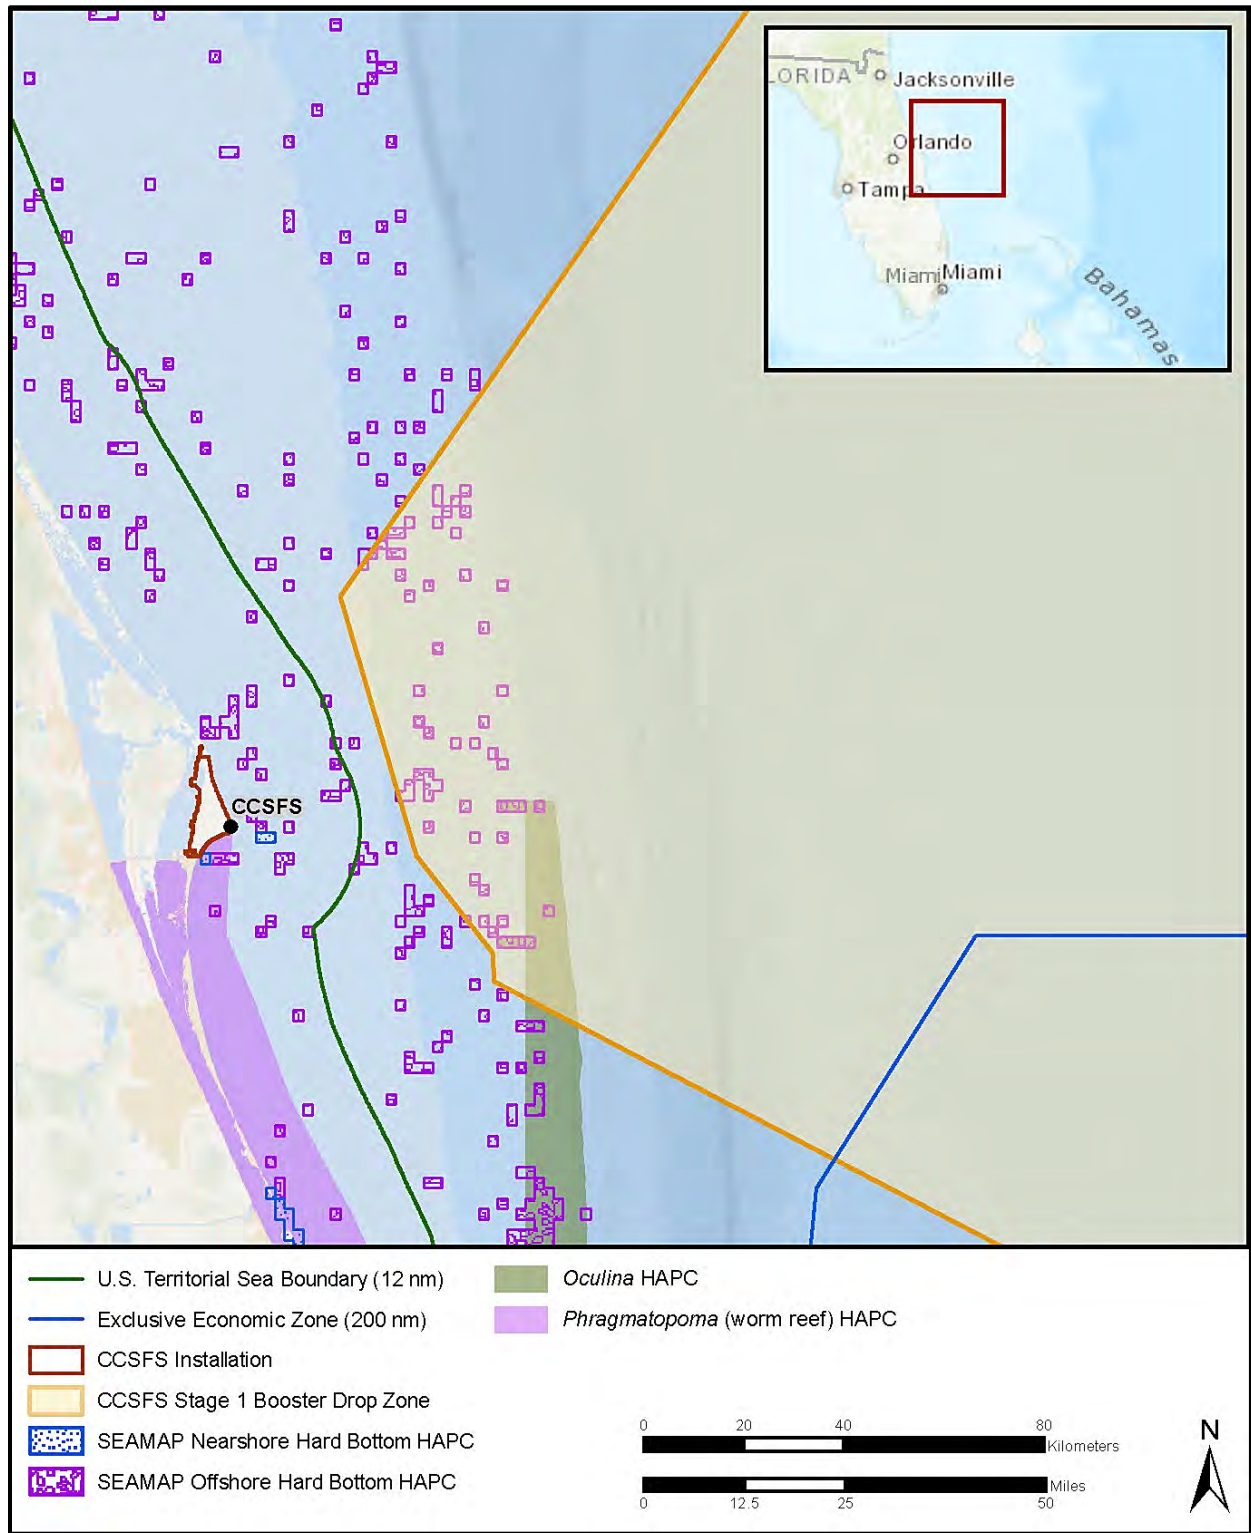 LORIDA
Jacksonville
Orlando
Tampa
Miami Miami
Bahamas
CCSFS
U.S. Territorial Sea Boundary (12 nm)
Exclusive Economic Zone (200 nm)
CCSFS Installation
CCSFS Stage 1 Booster Drop Zone
SEAMAP Nearshore Hard Bottom HAPC
SEAMAP Offshore Hard Bottom HAPC
Oculina HAPC
Phragmatopoma (worm reef) HAPC
0 20 40 80
Kilometers
Miles
0 12.5 25 50
N